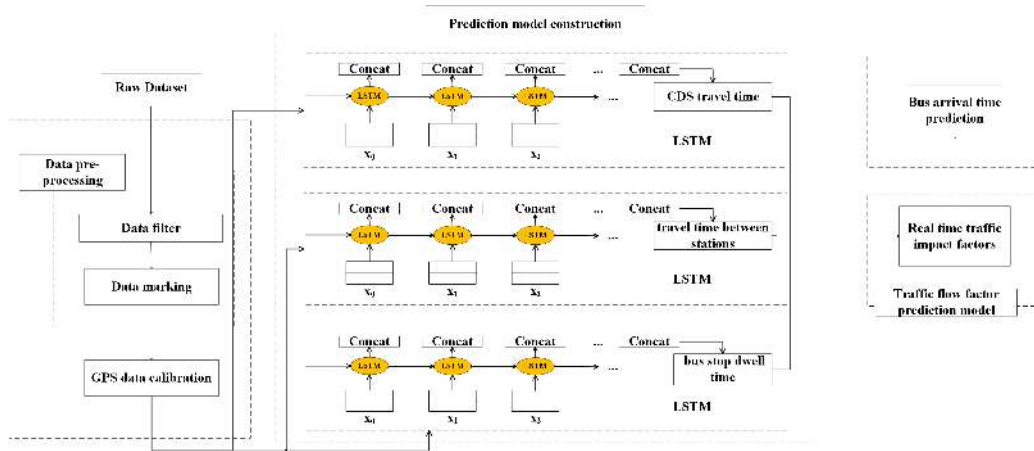 Prediction model construction
Raw Dataset
Data pre-
processing
Data filter
Data marking
GPS data calibration
Concat Concat Concat ... Concat
LSTM LSTM LSTM ...
CDS travel time
x₀ x₁ x₂
LSTM
Concat Concat Concat ... Concat
LSTM LSTM LSTM ...
travel time between
stations
x₀ x₁ x₂
LSTM
Concat Concat Concat ... Concat
LSTM LSTM LSTM ...
bus stop dwell
time
x₀ x₁ x₂
LSTM
Bus arrival time
prediction
Real time traffic
impact factors
Traffic flow factor
prediction model